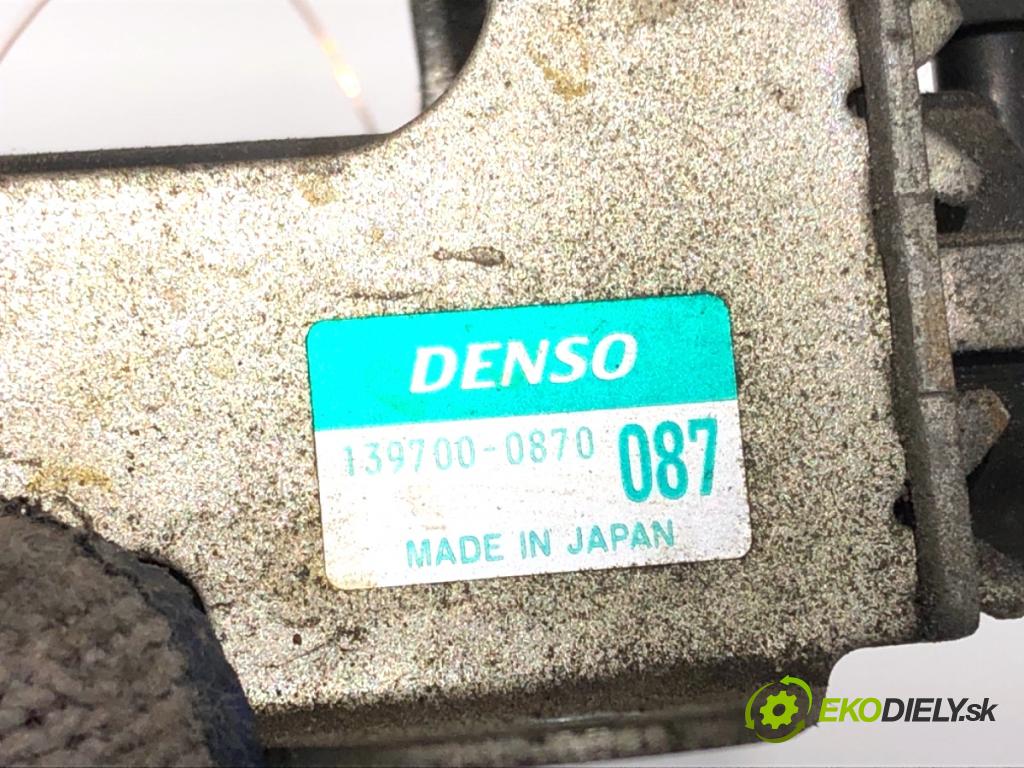 DENSO
139700-0870 087
MADE IN JAPAN
EKODIELY.sk